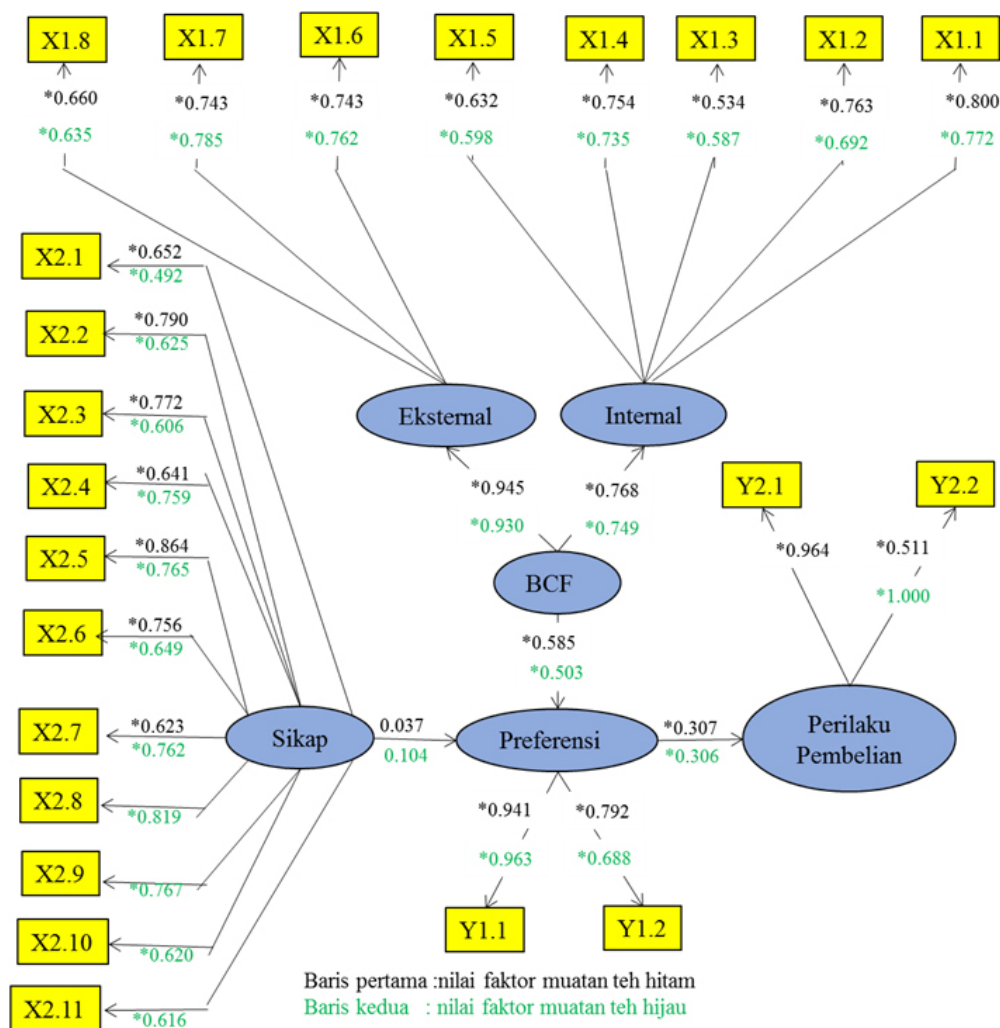 X1.8 X1.7 X1.6 X1.5 X1.4 X1.3 X1.2 X1.1
*0.660 *0.743 *0.743 *0.632 *0.754 *0.534 *0.763 *0.800
*0.635 *0.785 *0.762 *0.598 *0.735 *0.587 *0.692 *0.772
X2.1
*0.652
*0.492
X2.2
*0.790
*0.625
X2.3
*0.772
*0.606
X2.4
*0.641
*0.759
X2.5
*0.864
*0.765
X2.6
*0.756
*0.649
X2.7
*0.623
*0.762
X2.8
*0.819
X2.9
*0.767
X2.10
*0.620
X2.11
*0.616
Eksternal
Internal
*0.945 *0.768
*0.930 *0.749
BCF
*0.585
*0.503
Y2.1 Y2.2
*0.964 *0.511
*1.000
Sikap
0.037
0.104
Preferensi
*0.307
*0.306
Perilaku
Pembelian
*0.941 *0.792
*0.963 *0.688
Y1.1 Y1.2
Baris pertama :nilai faktor muatan teh hitam
Baris kedua : nilai faktor muatan teh hijau